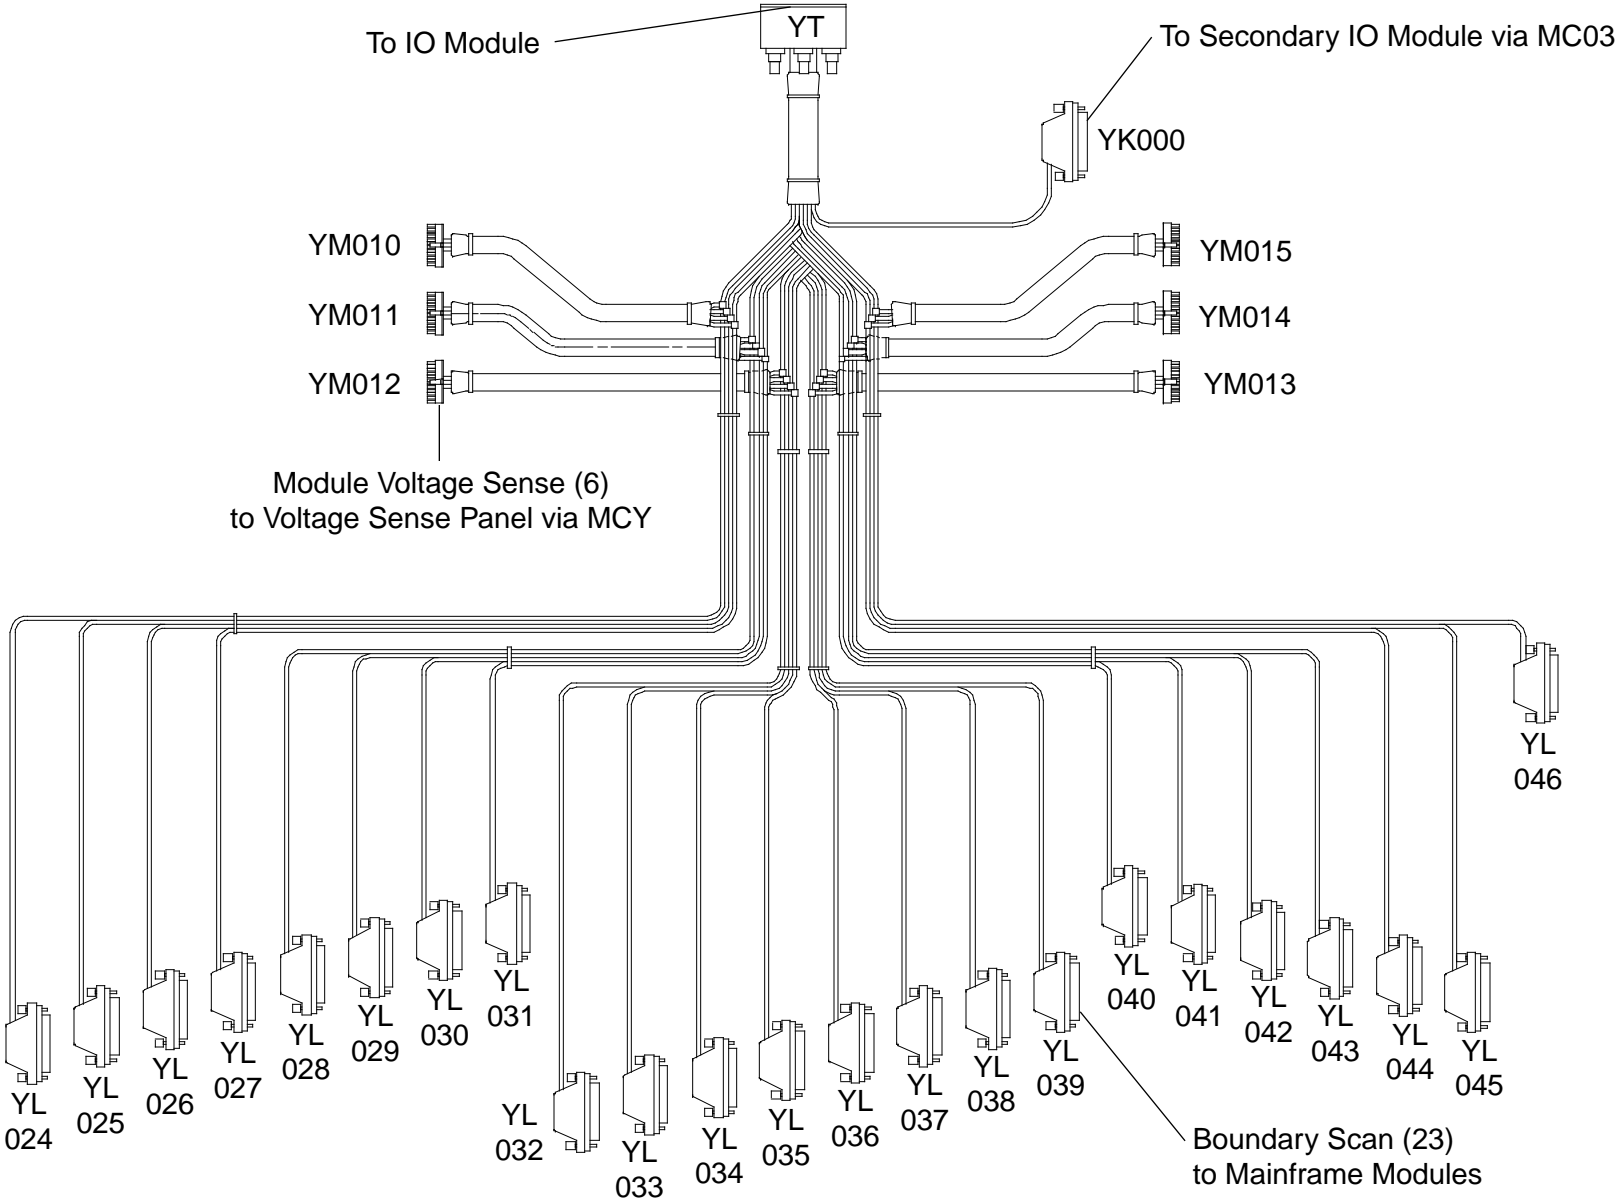 YT
To IO Module
To Secondary IO Module via MC03
YK000
YM010
YM015
YM011
YM014
YM012
YM013
Module Voltage Sense (6)
to Voltage Sense Panel via MCY
YL
046
YL
024
YL
025
YL
026
YL
027
YL
028
YL
029
YL
030
YL
031
YL
032
YL
033
YL
034
YL
035
YL
036
YL
037
YL
038
YL
039
YL
040
YL
041
YL
042
YL
043
YL
044
YL
045
Boundary Scan (23)
to Mainframe Modules